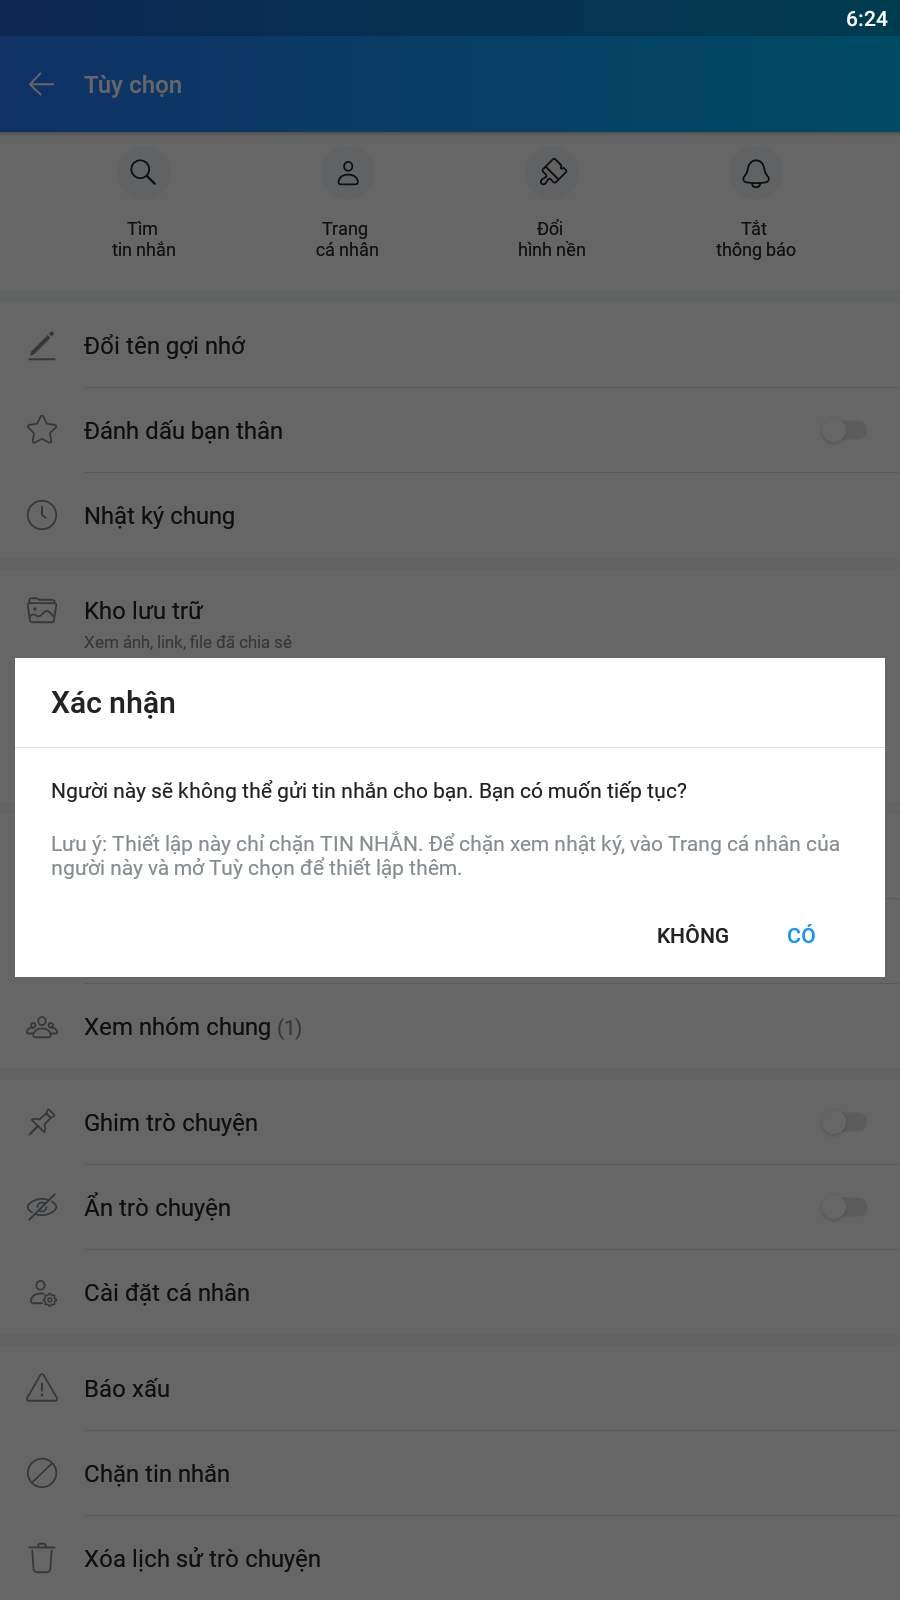 6:24
Tùy chọn
Tìm
tin nhắn
Trang
cá nhân
Đổi
hình nền
Tắt
thông báo
Đổi tên gợi nhớ
Đánh dấu bạn thân
Nhật ký chung
Kho lưu trữ
Xem ảnh, link, file đã chia sẻ
Xác nhận
Người này sẽ không thể gửi tin nhắn cho bạn. Bạn có muốn tiếp tục?
Lưu ý: Thiết lập này chỉ chặn TIN NHẮN. Để chặn xem nhật ký, vào Trang cá nhân của
người này và mở Tuỳ chọn để thiết lập thêm.
KHÔNG
CÓ
Xem nhóm chung (1)
Ghim trò chuyện
Ẩn trò chuyện
Cài đặt cá nhân
Báo xấu
Chặn tin nhắn
Xóa lịch sử trò chuyện